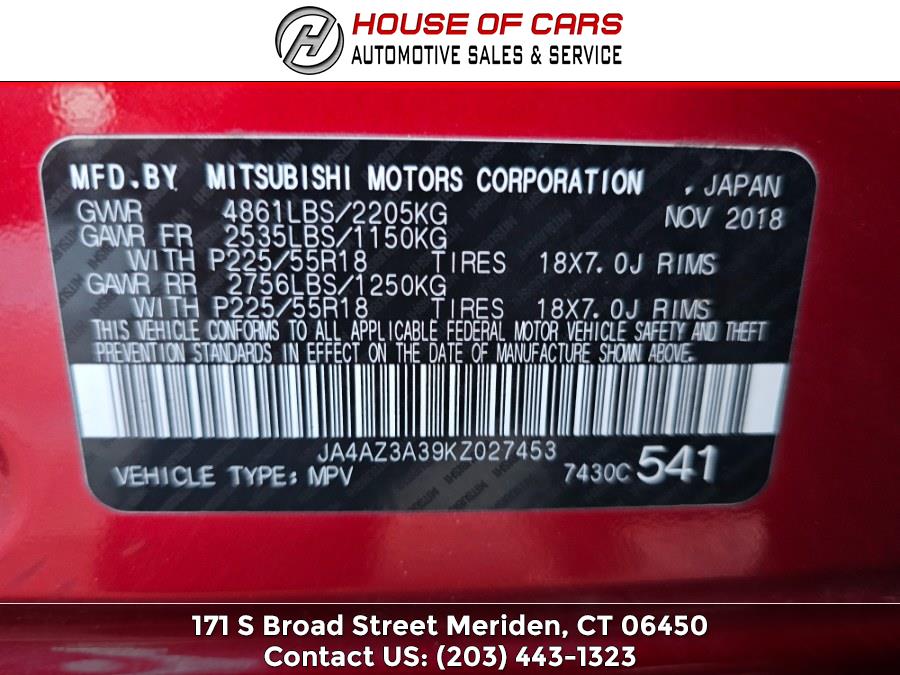 HOUSE OF CARS
AUTOMOTIVE SALES & SERVICE
MFD.BY MITSUBISHI MOTORS CORPORATION , JAPAN
GVWR 4861LBS/2205KG NOV 2018
GAWR FR 2535LBS/1150KG
WITH P225/55R18 TIRES 18X7.0J RIMS
GAWR RR 2756LBS/1250KG
WITH P225/55R18 TIRES 18X7.0J RIMS
THIS VEHICLE CONFORMS TO ALL APPLICABLE FEDERAL MOTOR VEHICLE SAFETY AND THEFT
PREVENTION STANDARDS IN EFFECT ON THE DATE OF MANUFACTURE SHOWN ABOVE.
JA4AZ3A39KZ027453
VEHICLE TYPE: MPV 7430C 541
171 S Broad Street Meriden, CT 06450
Contact US: (203) 443-1323